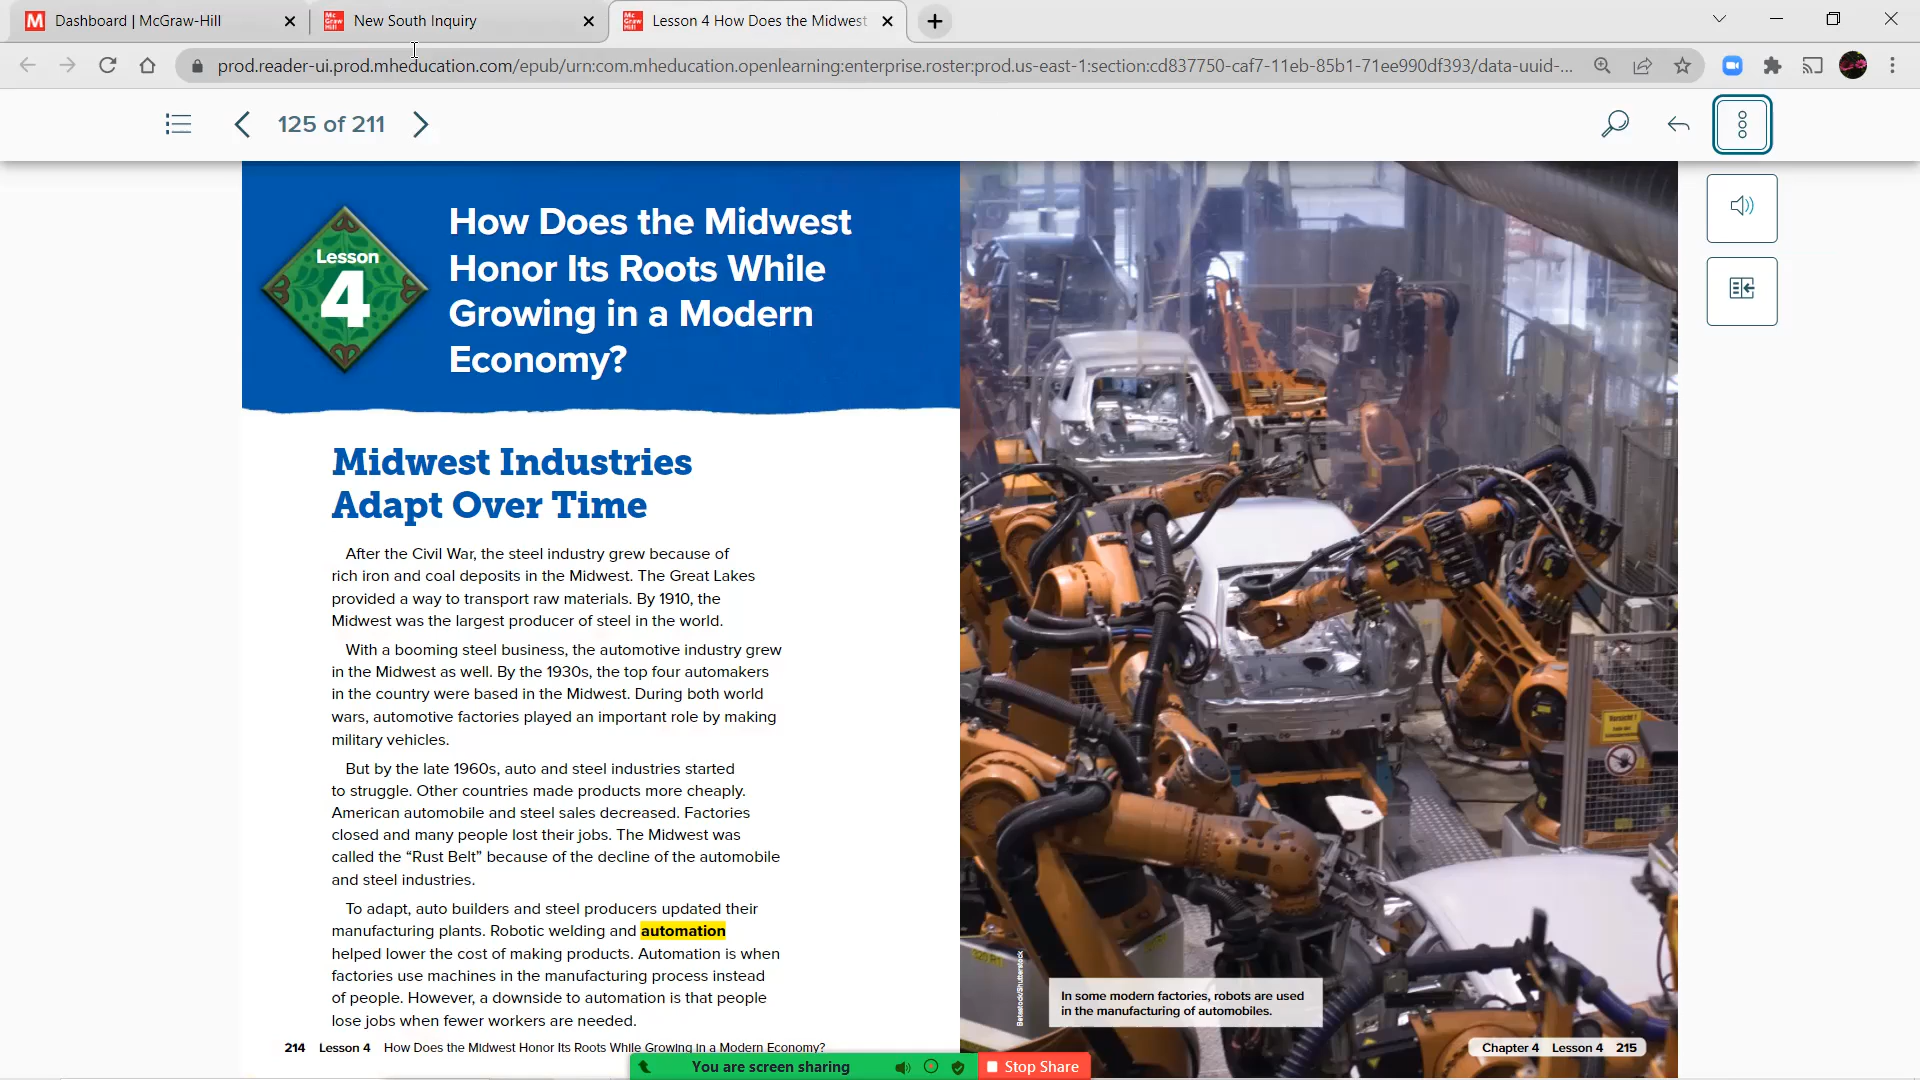 Dashboard | McGraw-Hill
New South Inquiry
Lesson 4 How Does the Midwest
prod.reader-ui.prod.mheducation.com/epub/urn:com.mheducation.openlearning:enterprise.roster:prod.us-east-1:section:cd837750-caf7-11eb-85b1-71ee990df393/data-uuid-...
125 of 211
Lesson
4
How Does the Midwest
Honor Its Roots While
Growing in a Modern
Economy?
Midwest Industries
Adapt Over Time
After the Civil War, the steel industry grew because of
rich iron and coal deposits in the Midwest. The Great Lakes
provided a way to transport raw materials. By 1910, the
Midwest was the largest producer of steel in the world.
With a booming steel business, the automotive industry grew
in the Midwest as well. By the 1930s, the top four automakers
in the country were based in the Midwest. During both world
wars, automotive factories played an important role by making
military vehicles.
But by the late 1960s, auto and steel industries started
to struggle. Other countries made products more cheaply.
American automobile and steel sales decreased. Factories
closed and many people lost their jobs. The Midwest was
called the “Rust Belt” because of the decline of the automobile
and steel industries.
To adapt, auto builders and steel producers updated their
manufacturing plants. Robotic welding and automation
helped lower the cost of making products. Automation is when
factories use machines in the manufacturing process instead
of people. However, a downside to automation is that people
lose jobs when fewer workers are needed.
214 Lesson 4 How Does the Midwest Honor Its Roots While Growing in a Modern Economy?
Vorsicht !
Betastock/Shutterstock
In some modern factories, robots are used
in the manufacturing of automobiles.
Chapter 4 Lesson 4 215
You are screen sharing
Stop Share